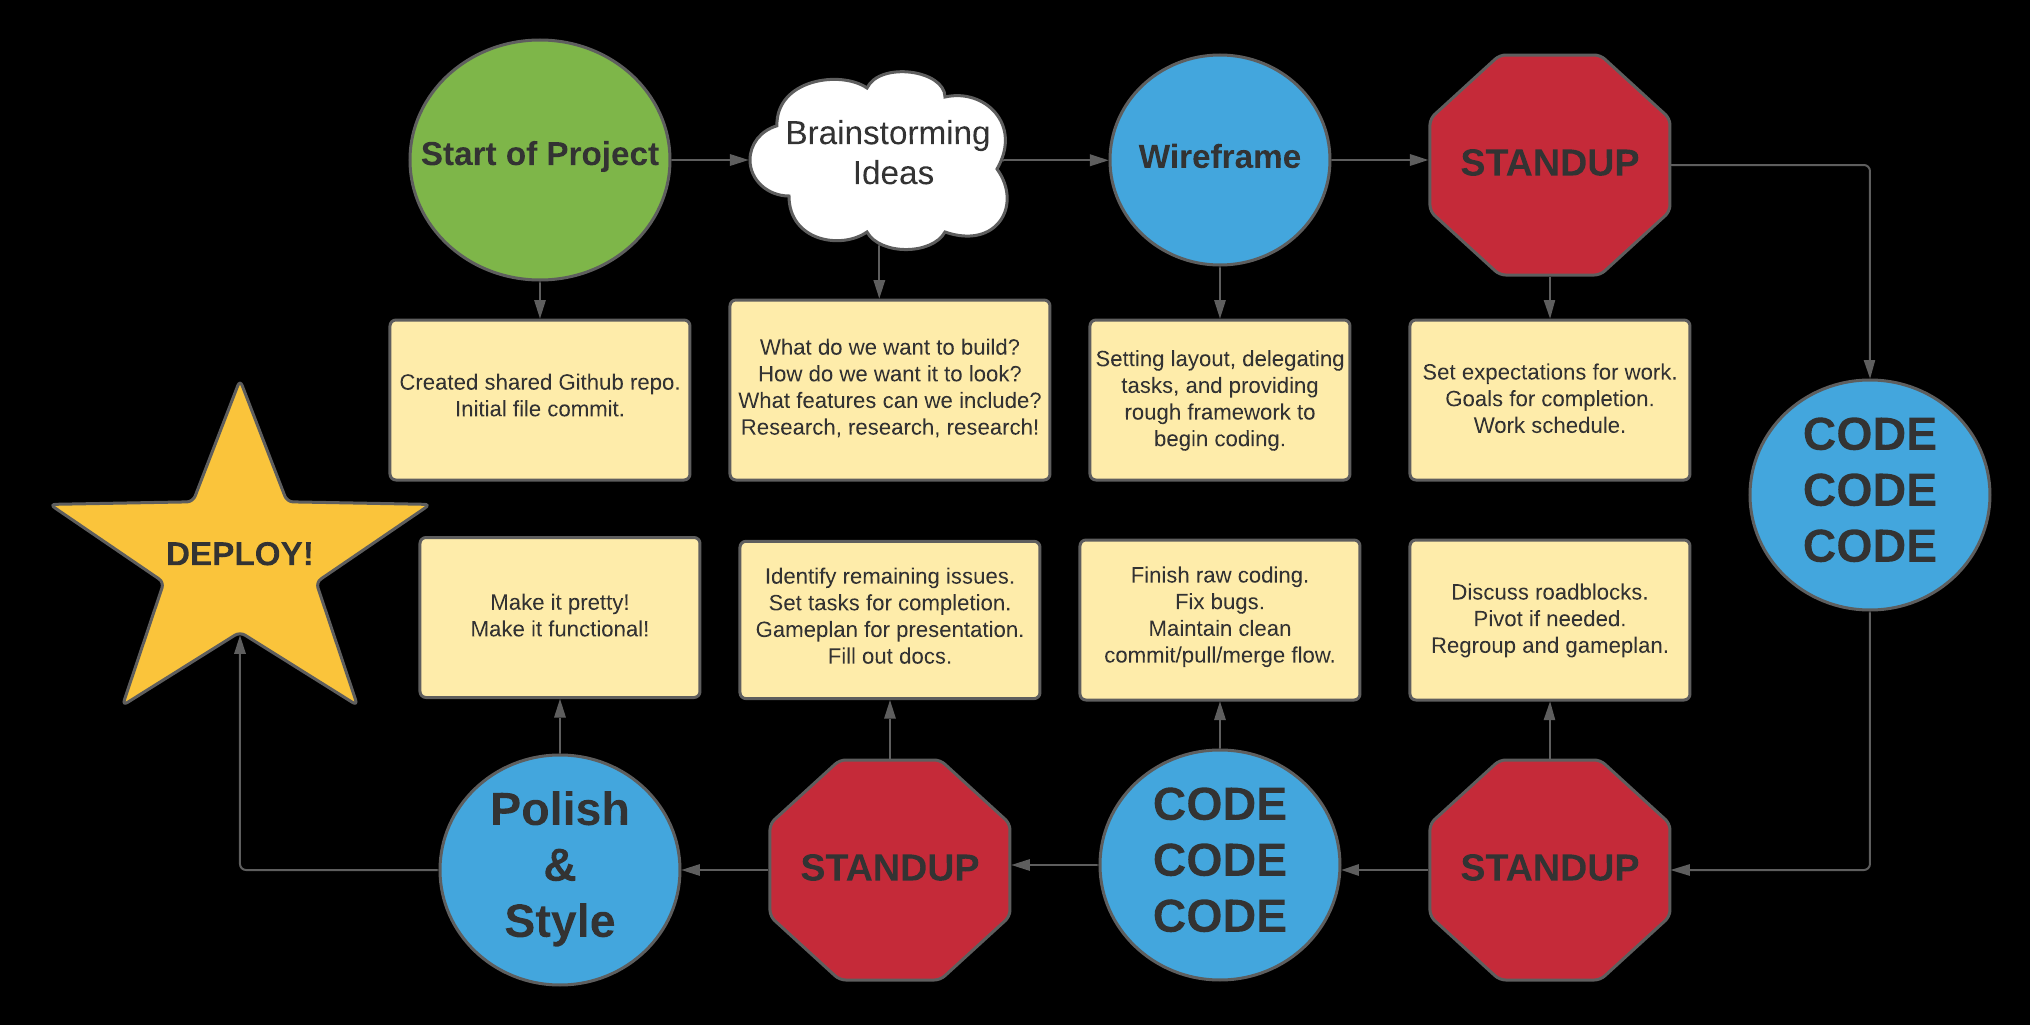 Start of Project
Brainstorming
Ideas
Wireframe
STANDUP
Created shared Github repo.
Initial file commit.
What do we want to build?
How do we want it to look?
What features can we include?
Research, research, research!
Setting layout, delegating
tasks, and providing
rough framework to
begin coding.
Set expectations for work.
Goals for completion.
Work schedule.
CODE
CODE
CODE
STANDUP
Discuss roadblocks.
Pivot if needed.
Regroup and gameplan.
CODE
CODE
CODE
Finish raw coding.
Fix bugs.
Maintain clean
commit/pull/merge flow.
STANDUP
Identify remaining issues.
Set tasks for completion.
Gameplan for presentation.
Fill out docs.
Polish
&
Style
Make it pretty!
Make it functional!
DEPLOY!